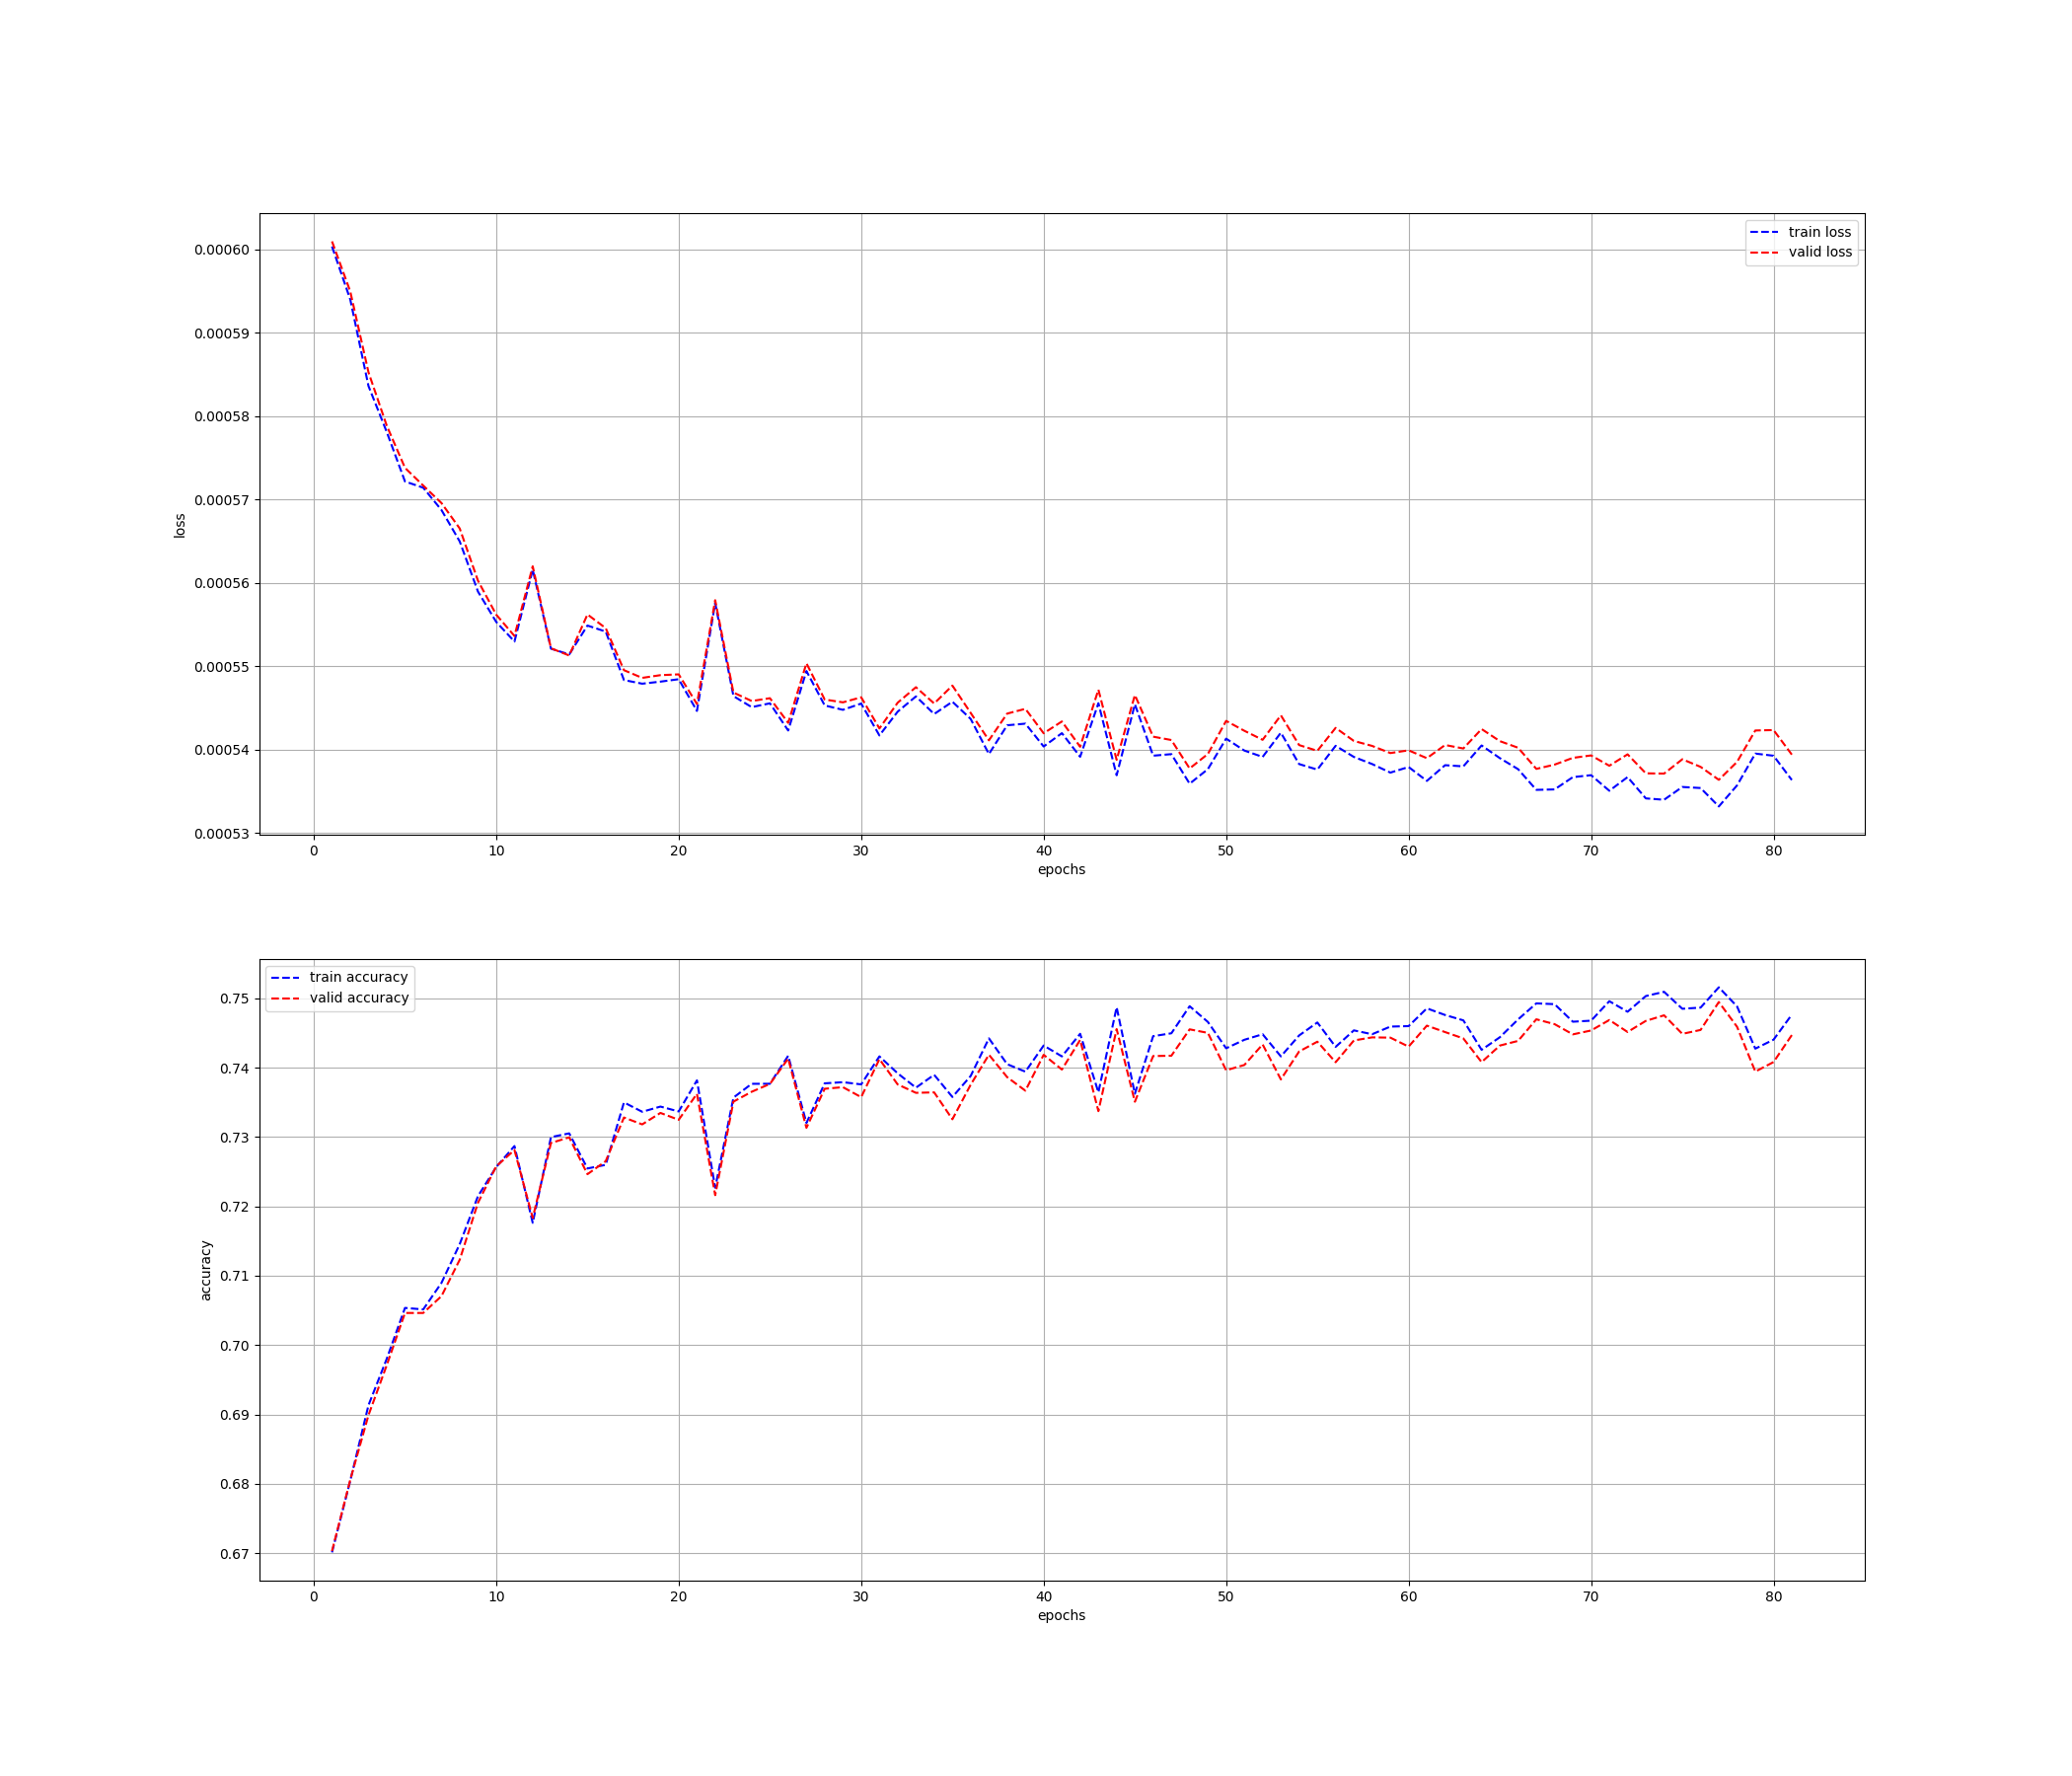 train loss
valid loss
0.00060
0.00059
0.00058
0.00057
0.00056
0.00055
0.00054
0.00053
loss
0 10 20 30 40 50 60 70 80
epochs
train accuracy
valid accuracy
0.75
0.74
0.73
0.72
0.71
0.70
0.69
0.68
0.67
accuracy
0 10 20 30 40 50 60 70 80
epochs